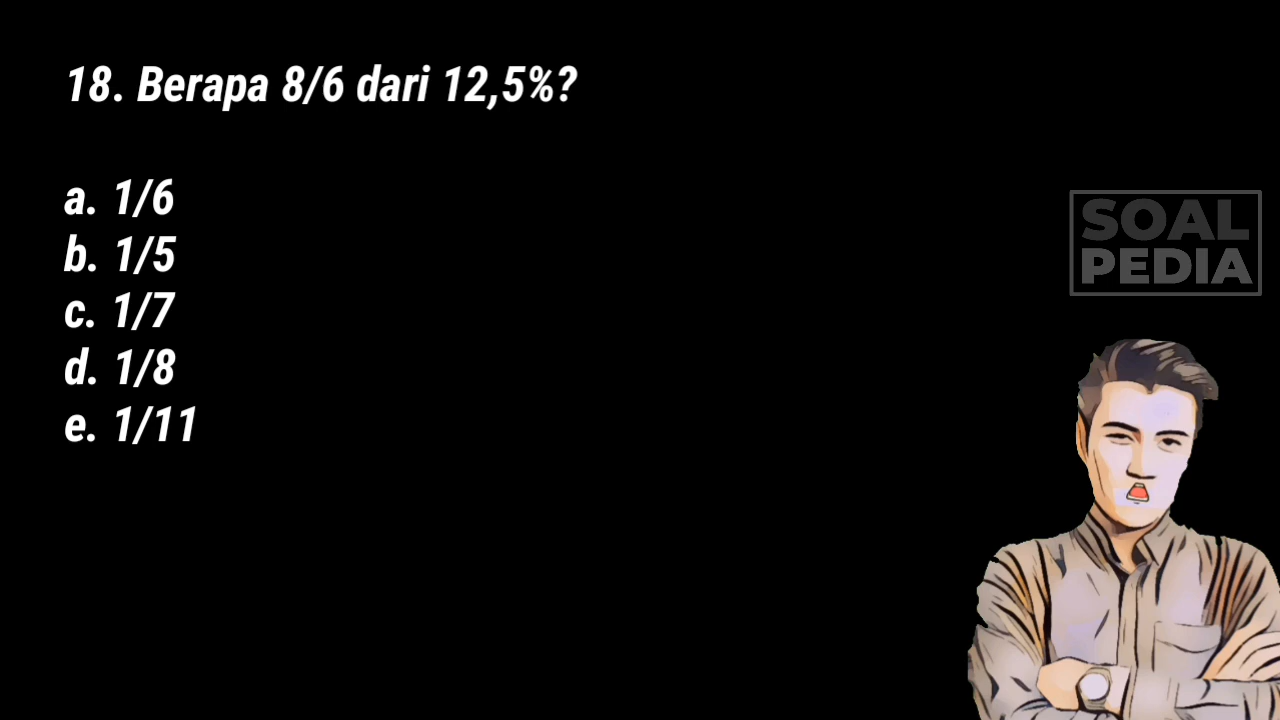 18. Berapa 8/6 dari 12,5%?
a. 1/6
b. 1/5
c. 1/7
d. 1/8
e. 1/11
SOAL
PEDIA